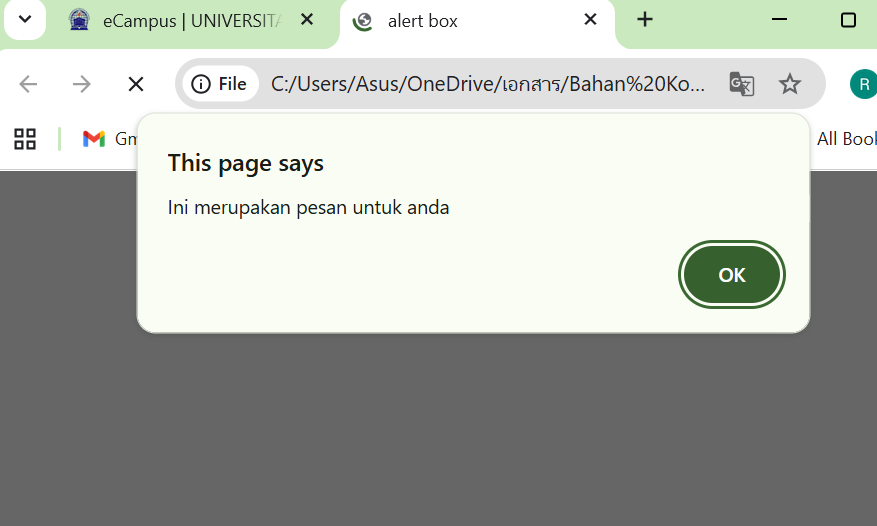 eCampus | UNIVERSITA
alert box
File
C:/Users/Asus/OneDrive/เอกสาร/Bahan%20Ko...
R
Gm
All Book
This page says
Ini merupakan pesan untuk anda
OK